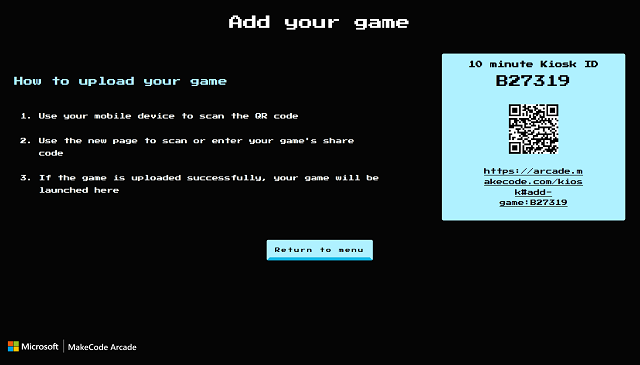 Add your game
How to upload your game
1. Use your mobile device to scan the QR code
2. Use the new page to scan or enter your game's share
code
3. If the game is uploaded successfully, your game will be
launched here
10 minute Kiosk ID
B27319
https://arcade.m
akecode.com/kios
k#add-
game:B27319
Return to menu
Microsoft | MakeCode Arcade